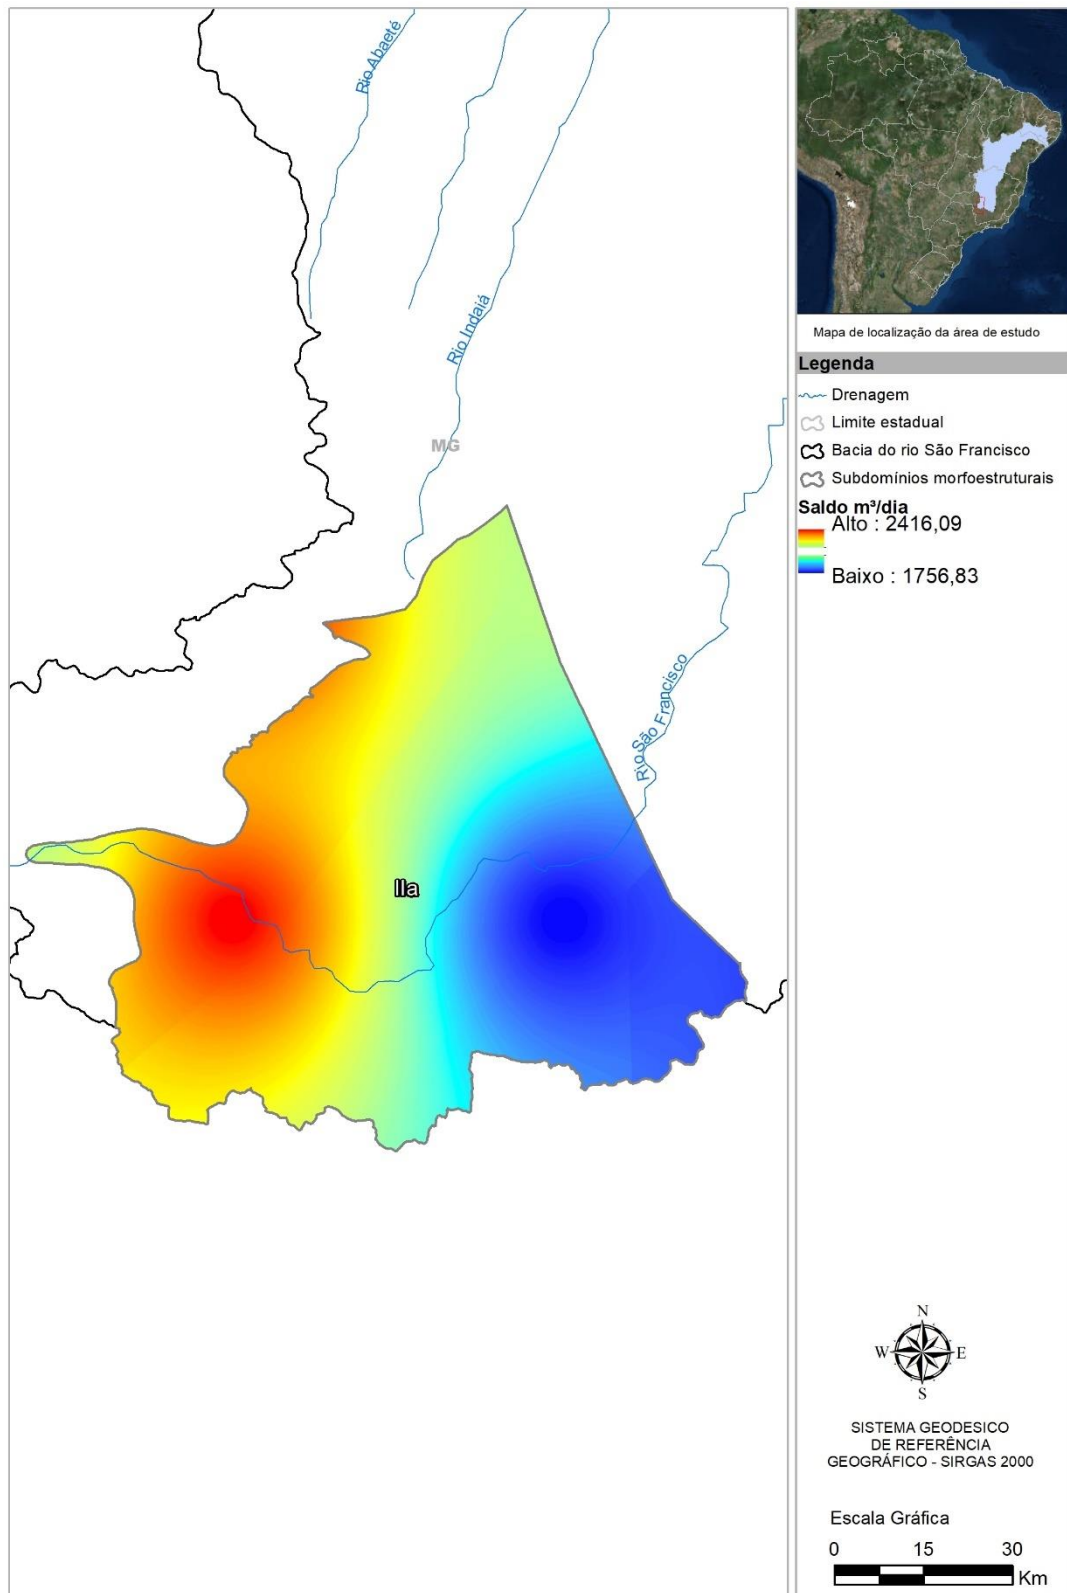 Rio Abaeté
Rio Indaiá
MG
Rio São Francisco
IIa
Mapa de localização da área de estudo
Legenda
Drenagem
Limite estadual
Bacia do rio São Francisco
Subdomínios morfoestruturais
Saldo m³/dia
Alto : 2416,09
Baixo : 1756,83
N
W E
S
SISTEMA GEODESICO
DE REFERÊNCIA
GEOGRÁFICO - SIRGAS 2000
Escala Gráfica
0 15 30
Km